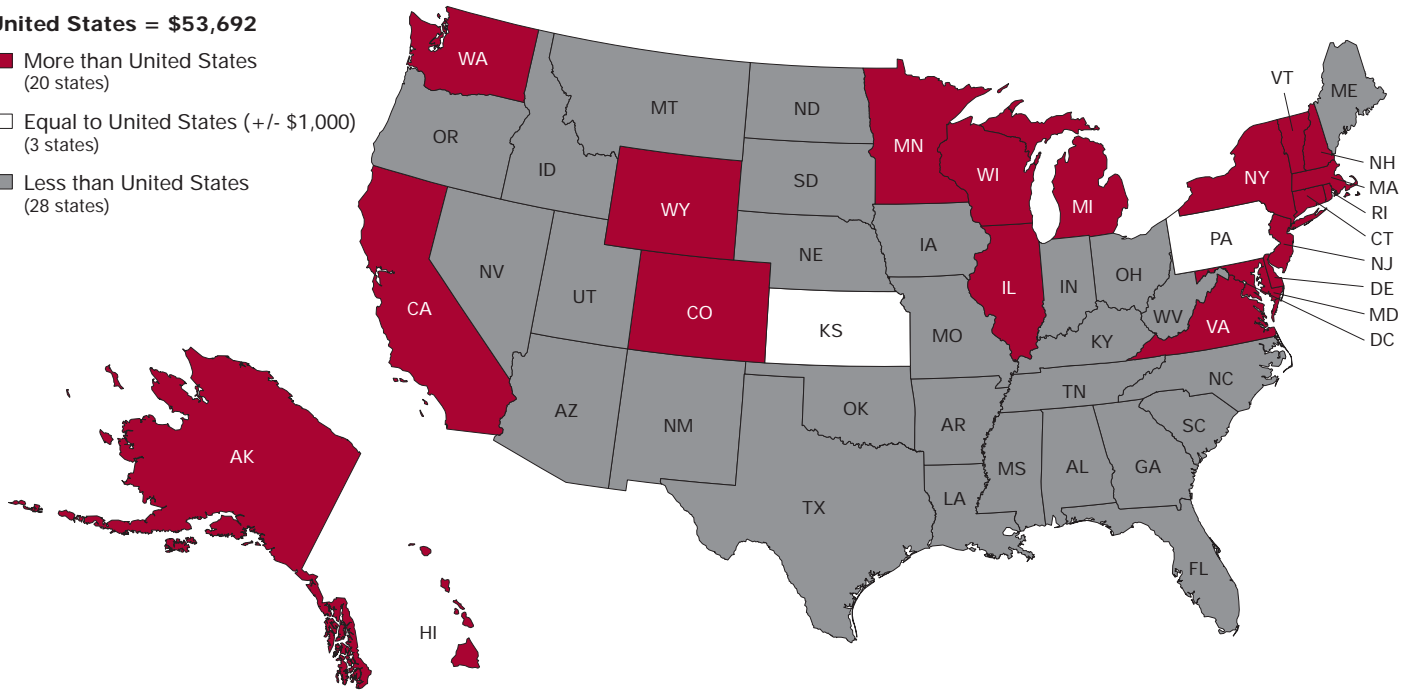 United States = $53,692
More than United States
(20 states)
Equal to United States (+/- $1,000)
(3 states)
Less than United States
(28 states)
WA
MT
ND
MN
VT
ME
OR
ID
SD
WI
MI
NY
NH
MA
RI
CT
NJ
DE
MD
DC
WY
IA
NE
PA
NV
UT
CO
KS
IL
IN
OH
WV
VA
MO
KY
CA
AZ
NM
OK
AR
TN
NC
SC
MS
AL
GA
TX
LA
FL
AK
HI